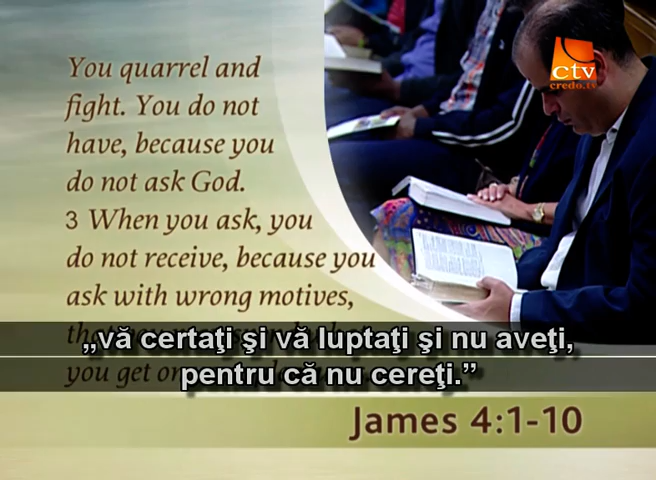 ctv
credo.tv
You quarrel and
fight. You do not
have, because you
do not ask God.
3 When you ask, you
do not receive, because you
ask with wrong motives,
you get on
„vă certaţi şi vă luptaţi şi nu aveţi,
pentru că nu cereţi.”
James 4:1-10